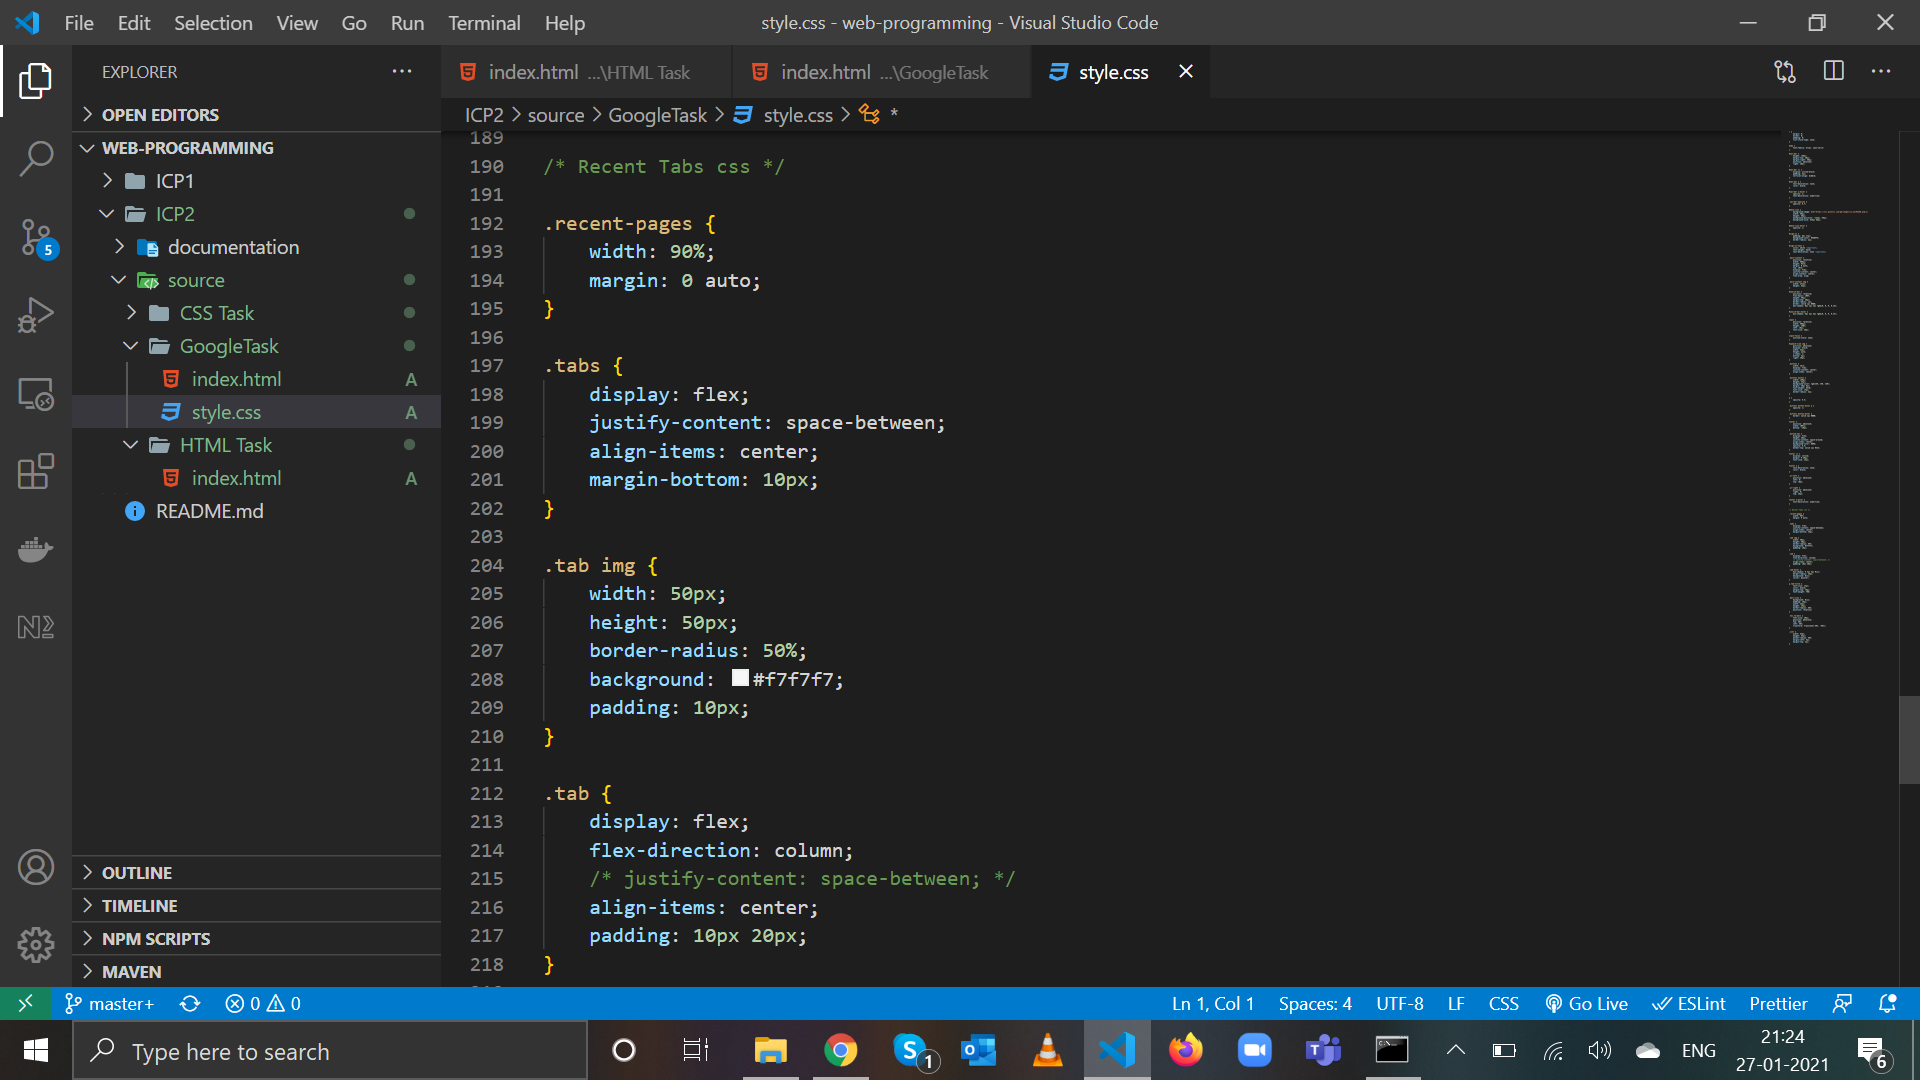 File Edit Selection View Go Run Terminal Help
style.css - web-programming - Visual Studio Code
EXPLORER
OPEN EDITORS
WEB-PROGRAMMING
ICP1
ICP2
documentation
source
CSS Task
GoogleTask
index.html A
style.css A
HTML Task
index.html A
README.md
OUTLINE
TIMELINE
NPM SCRIPTS
MAVEN
5
index.html ...\HTML Task index.html ...\GoogleTask style.css
ICP2 > source > GoogleTask > style.css > *
189
190 /* Recent Tabs css */
191
192 .recent-pages {
193 width: 90%;
194 margin: 0 auto;
195 }
196
197 .tabs {
198 display: flex;
199 justify-content: space-between;
200 align-items: center;
201 margin-bottom: 10px;
202 }
203
204 .tab img {
205 width: 50px;
206 height: 50px;
207 border-radius: 50%;
208 background: #f7f7f7;
209 padding: 10px;
210 }
211
212 .tab {
213 display: flex;
214 flex-direction: column;
215 /* justify-content: space-between; */
216 align-items: center;
217 padding: 10px 20px;
218 }
master+ 0 0 Ln 1, Col 1 Spaces: 4 UTF-8 LF CSS Go Live ESLint Prettier
Type here to search
1
ENG
21:24
27-01-2021
6